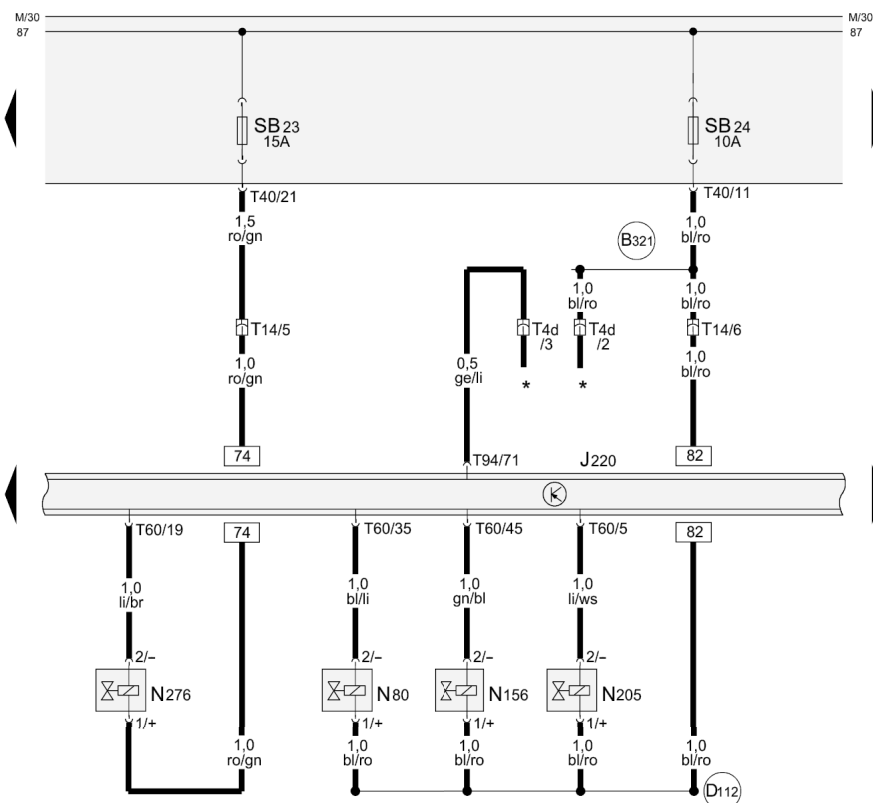 M/30 M/30
87 87
SB 23 SB 24
15A 10A
T40/21 T40/11
1,5 1,0
ro/gn bl/ro
B321
1,0 1,0
bl/ro bl/ro
T14/5 T4d T4d T14/6
/3 /2
1,0 0,5 1,0
ro/gn ge/li bl/ro
* *
74 T94/71 J220 82
T60/19 74 T60/35 T60/45 T60/5 82
1,0 1,0 1,0 1,0
li/br bl/li gn/bl li/ws
2/– 2/– 2/– 2/–
N276 N80 N156 N205
1/+ 1/+ 1/+ 1/+
1,0 1,0 1,0 1,0 1,0
ro/gn bl/ro bl/ro bl/ro bl/ro
D112